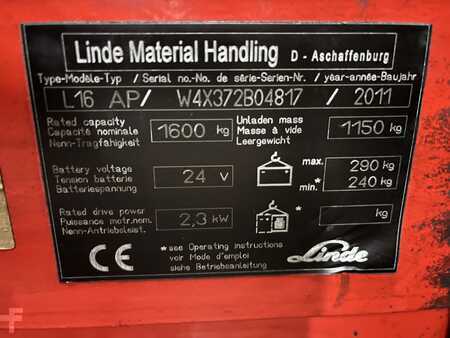 Linde Material Handling D - Aschaffenburg
Type-Modèle-Typ / Serial no.-No. de série-Serien-Nr. / year-année-Baujahr
L16 AP / W4X372B04817 / 2011
Rated capacity
Capacité nominale 1600 kg
Nenn-Tragfähigkeit
Unladen mass
Masse à vide 1150 kg
Leergewicht
Battery voltage
Tension batterie 24 V
Batteriespannung
max. 290 kg
min.* 240 kg
Rated drive power
Puissance motr.nom. 2,3 kW
Nenn-Antriebsleist.
* kg
CE
*see Operating instructions
voir Mode d'emploi
siehe Betriebsanleitung
Linde
F